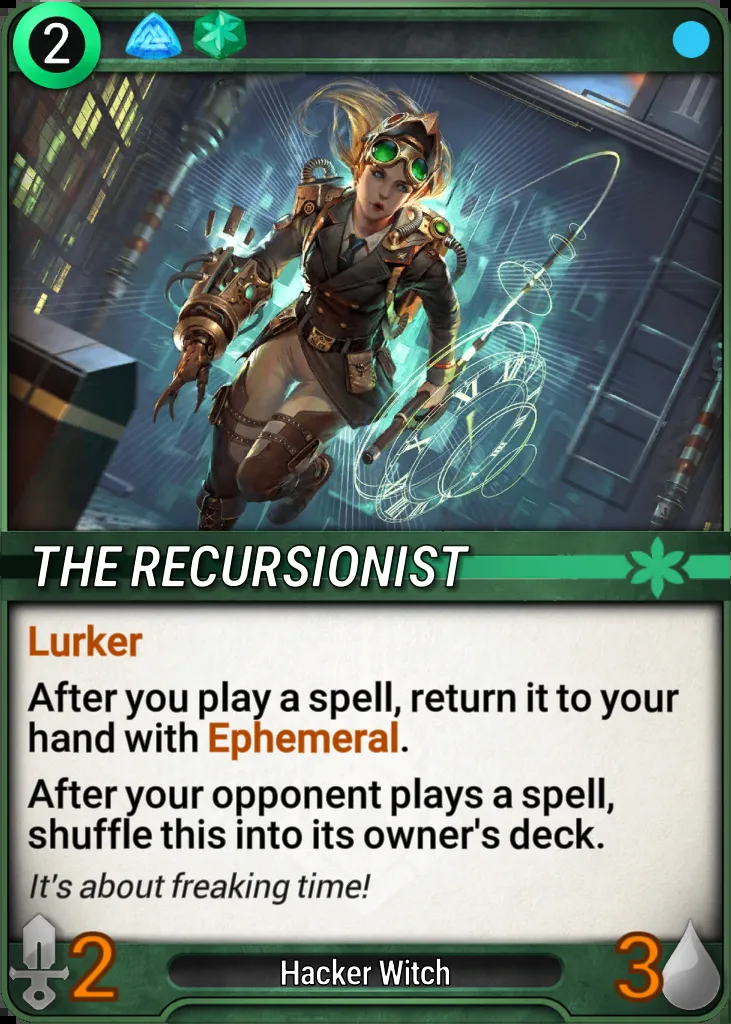 2
THE RECURSIONIST
Lurker
After you play a spell, return it to your
hand with Ephemeral.
After your opponent plays a spell,
shuffle this into its owner's deck.
It's about freaking time!
2
Hacker Witch
3